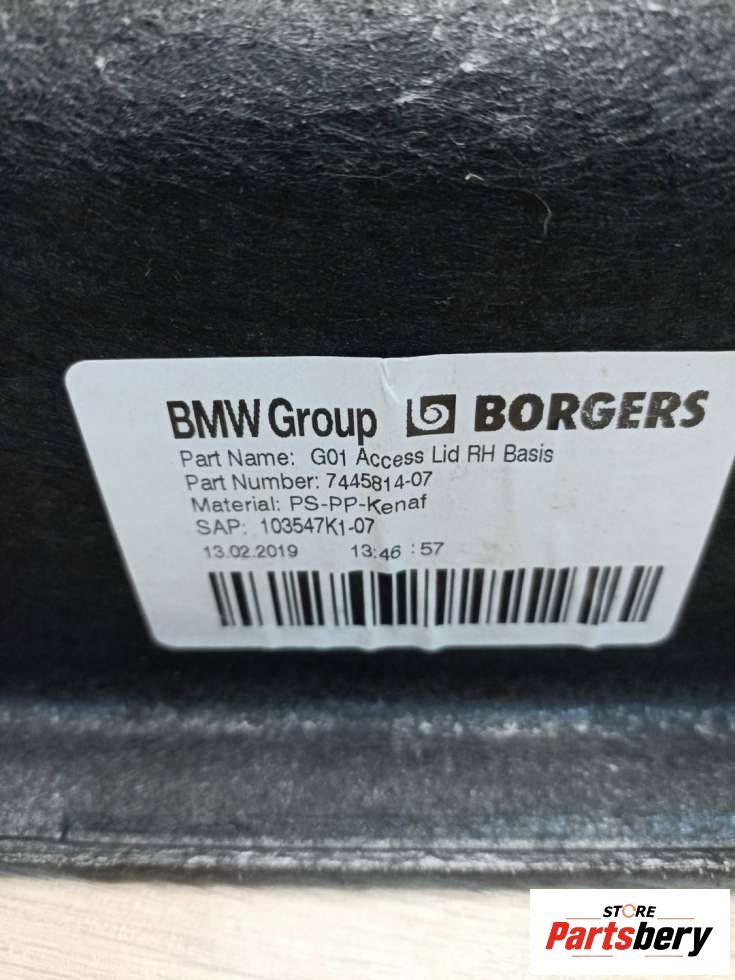 BMW Group BORGERS
Part Name: G01 Access Lid RH Basis
Part Number: 7445814-07
Material: PS-PP-Kenaf
SAP: 103547K1-07
13.02.2019 13:46:57
STORE
Partsbery